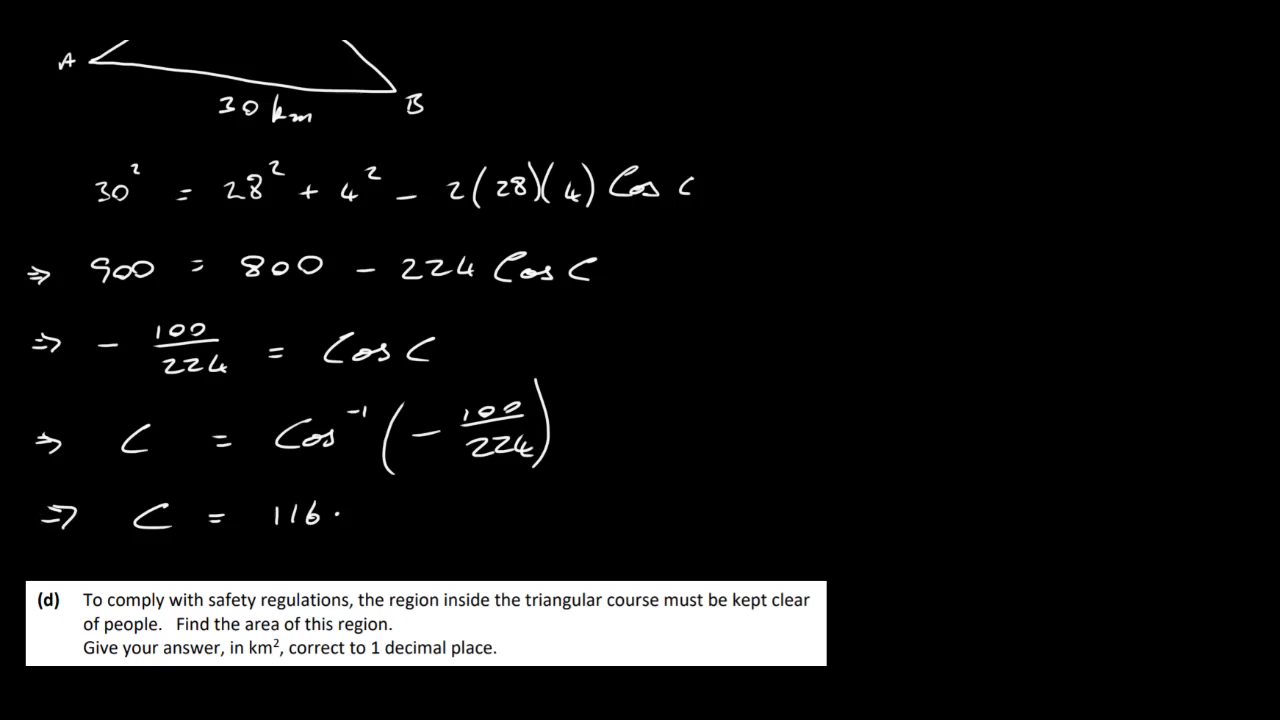 A
30 km B
30² = 28² + 4² - 2(28)(4) Cos C
⇒ 900 = 800 - 224 Cos C
⇒ - 100/224 = Cos C
⇒ C = Cos⁻¹ (- 100/224)
⇒ C = 116.
(d) To comply with safety regulations, the region inside the triangular course must be kept clear
of people. Find the area of this region.
Give your answer, in km², correct to 1 decimal place.